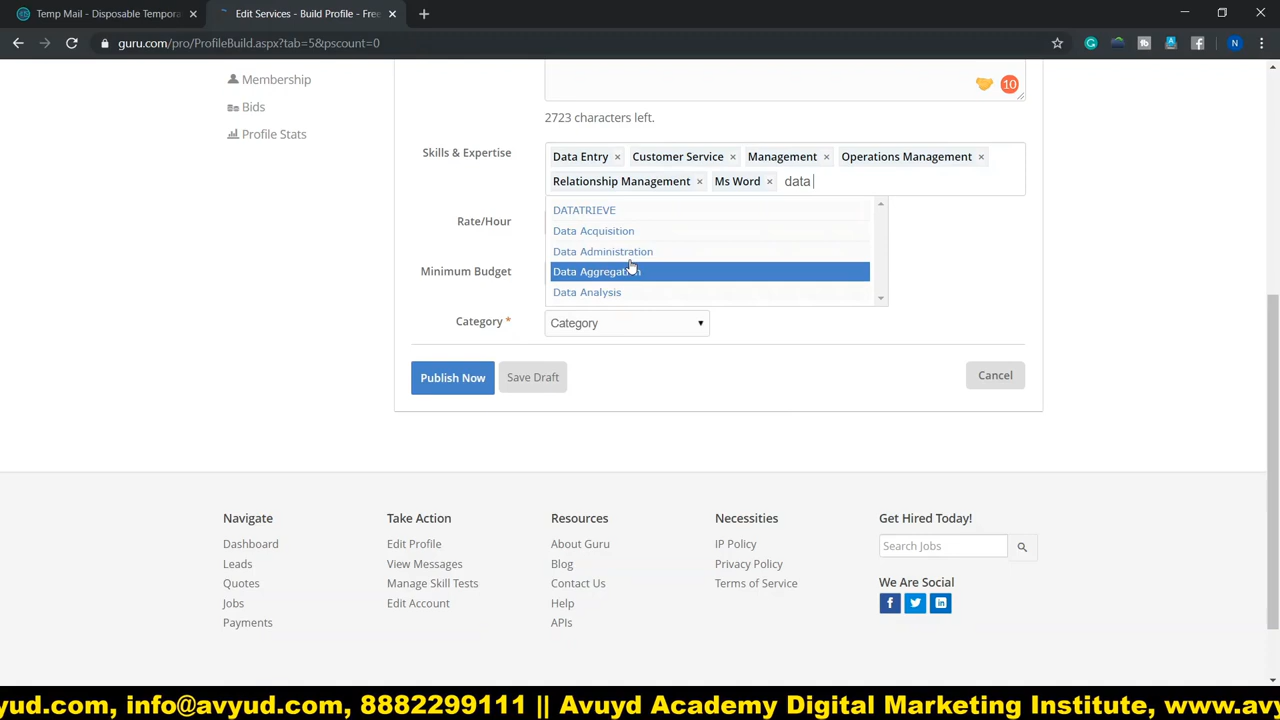 Temp Mail - Disposable Tempora
Edit Services - Build Profile - Free
guru.com/pro/ProfileBuild.aspx?tab=5&pscount=0
N
Membership
Bids
Profile Stats
10
2723 characters left.
Skills & Expertise
Data Entry × Customer Service × Management × Operations Management ×
Relationship Management × Ms Word × data
DATATRIEVE
Data Acquisition
Data Administration
Data Aggregation
Data Analysis
Rate/Hour
Minimum Budget
Category *
Category
Publish Now
Save Draft
Cancel
Navigate
Dashboard
Leads
Quotes
Jobs
Payments
Take Action
Edit Profile
View Messages
Manage Skill Tests
Edit Account
Resources
About Guru
Blog
Contact Us
Help
APIs
Necessities
IP Policy
Privacy Policy
Terms of Service
Get Hired Today!
Search Jobs
We Are Social
yud.com, info@avyud.com, 8882299111 || Avuyd Academy Digital Marketing Institute, www.avy